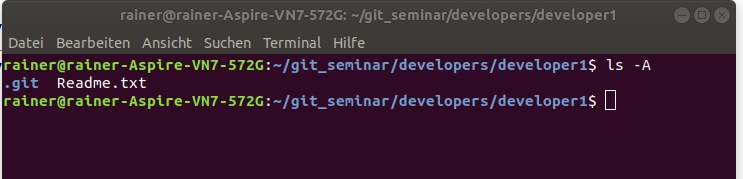 rainer@rainer-Aspire-VN7-572G: ~/git_seminar/developers/developer1
Datei Bearbeiten Ansicht Suchen Terminal Hilfe
rainer@rainer-Aspire-VN7-572G:~/git_seminar/developers/developer1$ ls -A
.git Readme.txt
rainer@rainer-Aspire-VN7-572G:~/git_seminar/developers/developer1$